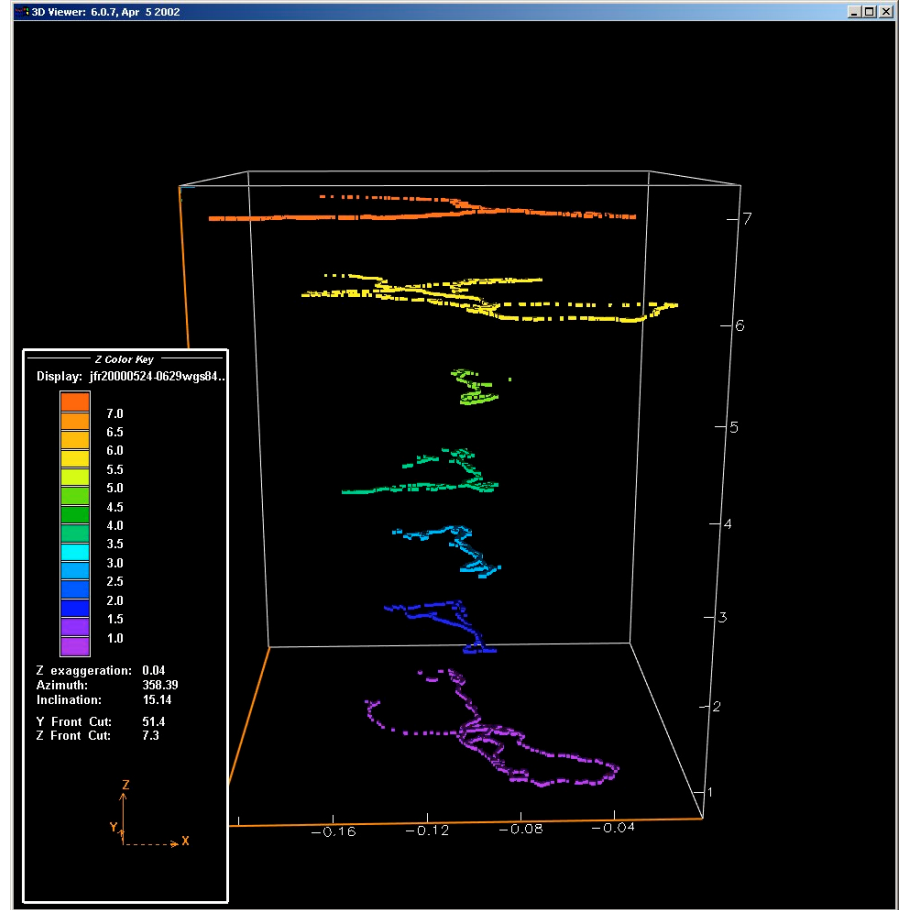 3D Viewer: 6.0.7, Apr 5 2002
7
6
5
4
3
2
1
-0.16 -0.12 -0.08 -0.04
Z Color Key
Display: jfr20000524-0629wgs84..
7.0
6.5
6.0
5.5
5.0
4.5
4.0
3.5
3.0
2.5
2.0
1.5
1.0
Z exaggeration: 0.04
Azimuth: 358.39
Inclination: 15.14
Y Front Cut: 51.4
Z Front Cut: 7.3
Z
Y
X